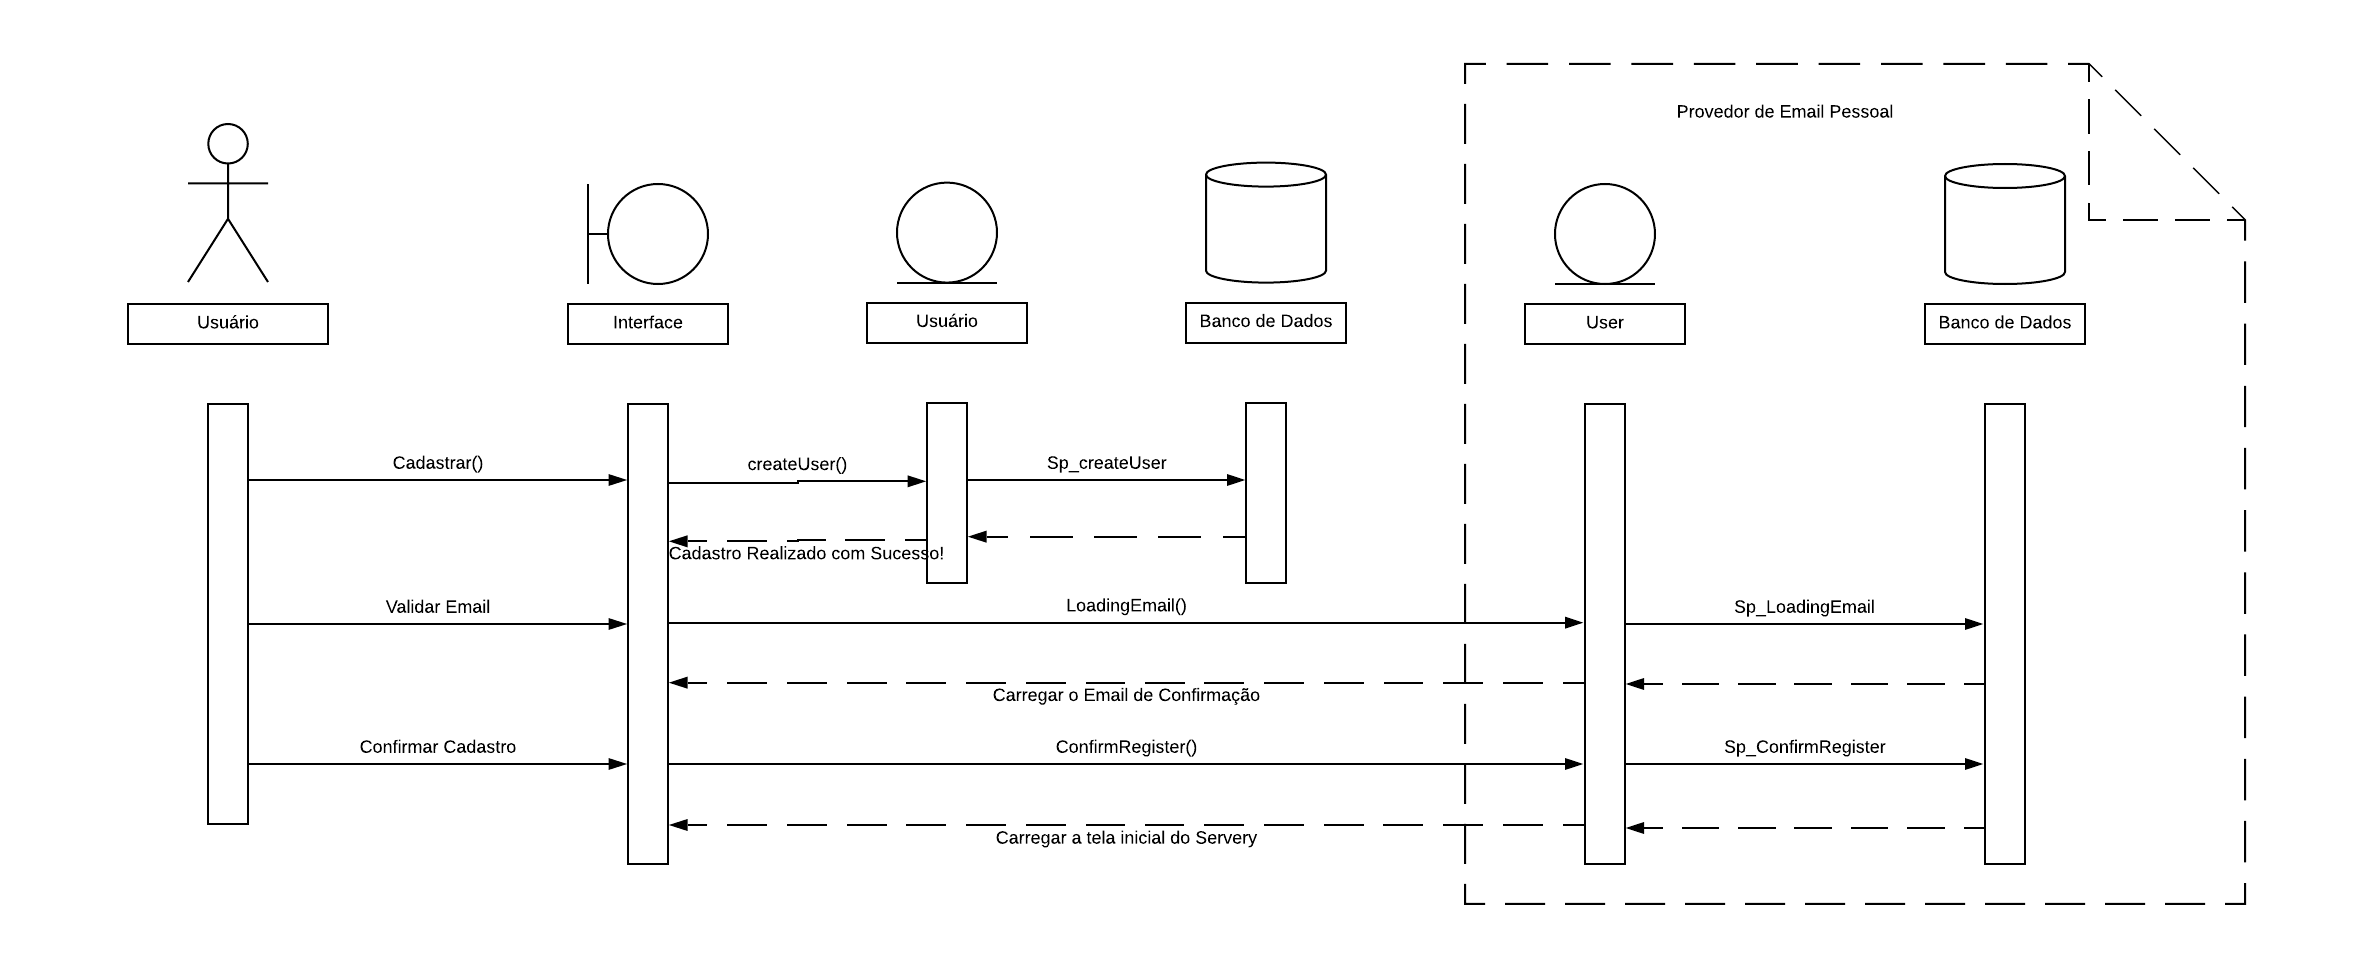 Provedor de Email Pessoal
Usuário
Interface
Usuário
Banco de Dados
User
Banco de Dados
Cadastrar()
createUser()
Sp_createUser
Cadastro Realizado com Sucesso!
Validar Email
LoadingEmail()
Sp_LoadingEmail
Carregar o Email de Confirmação
Confirmar Cadastro
ConfirmRegister()
Sp_ConfirmRegister
Carregar a tela inicial do Servery